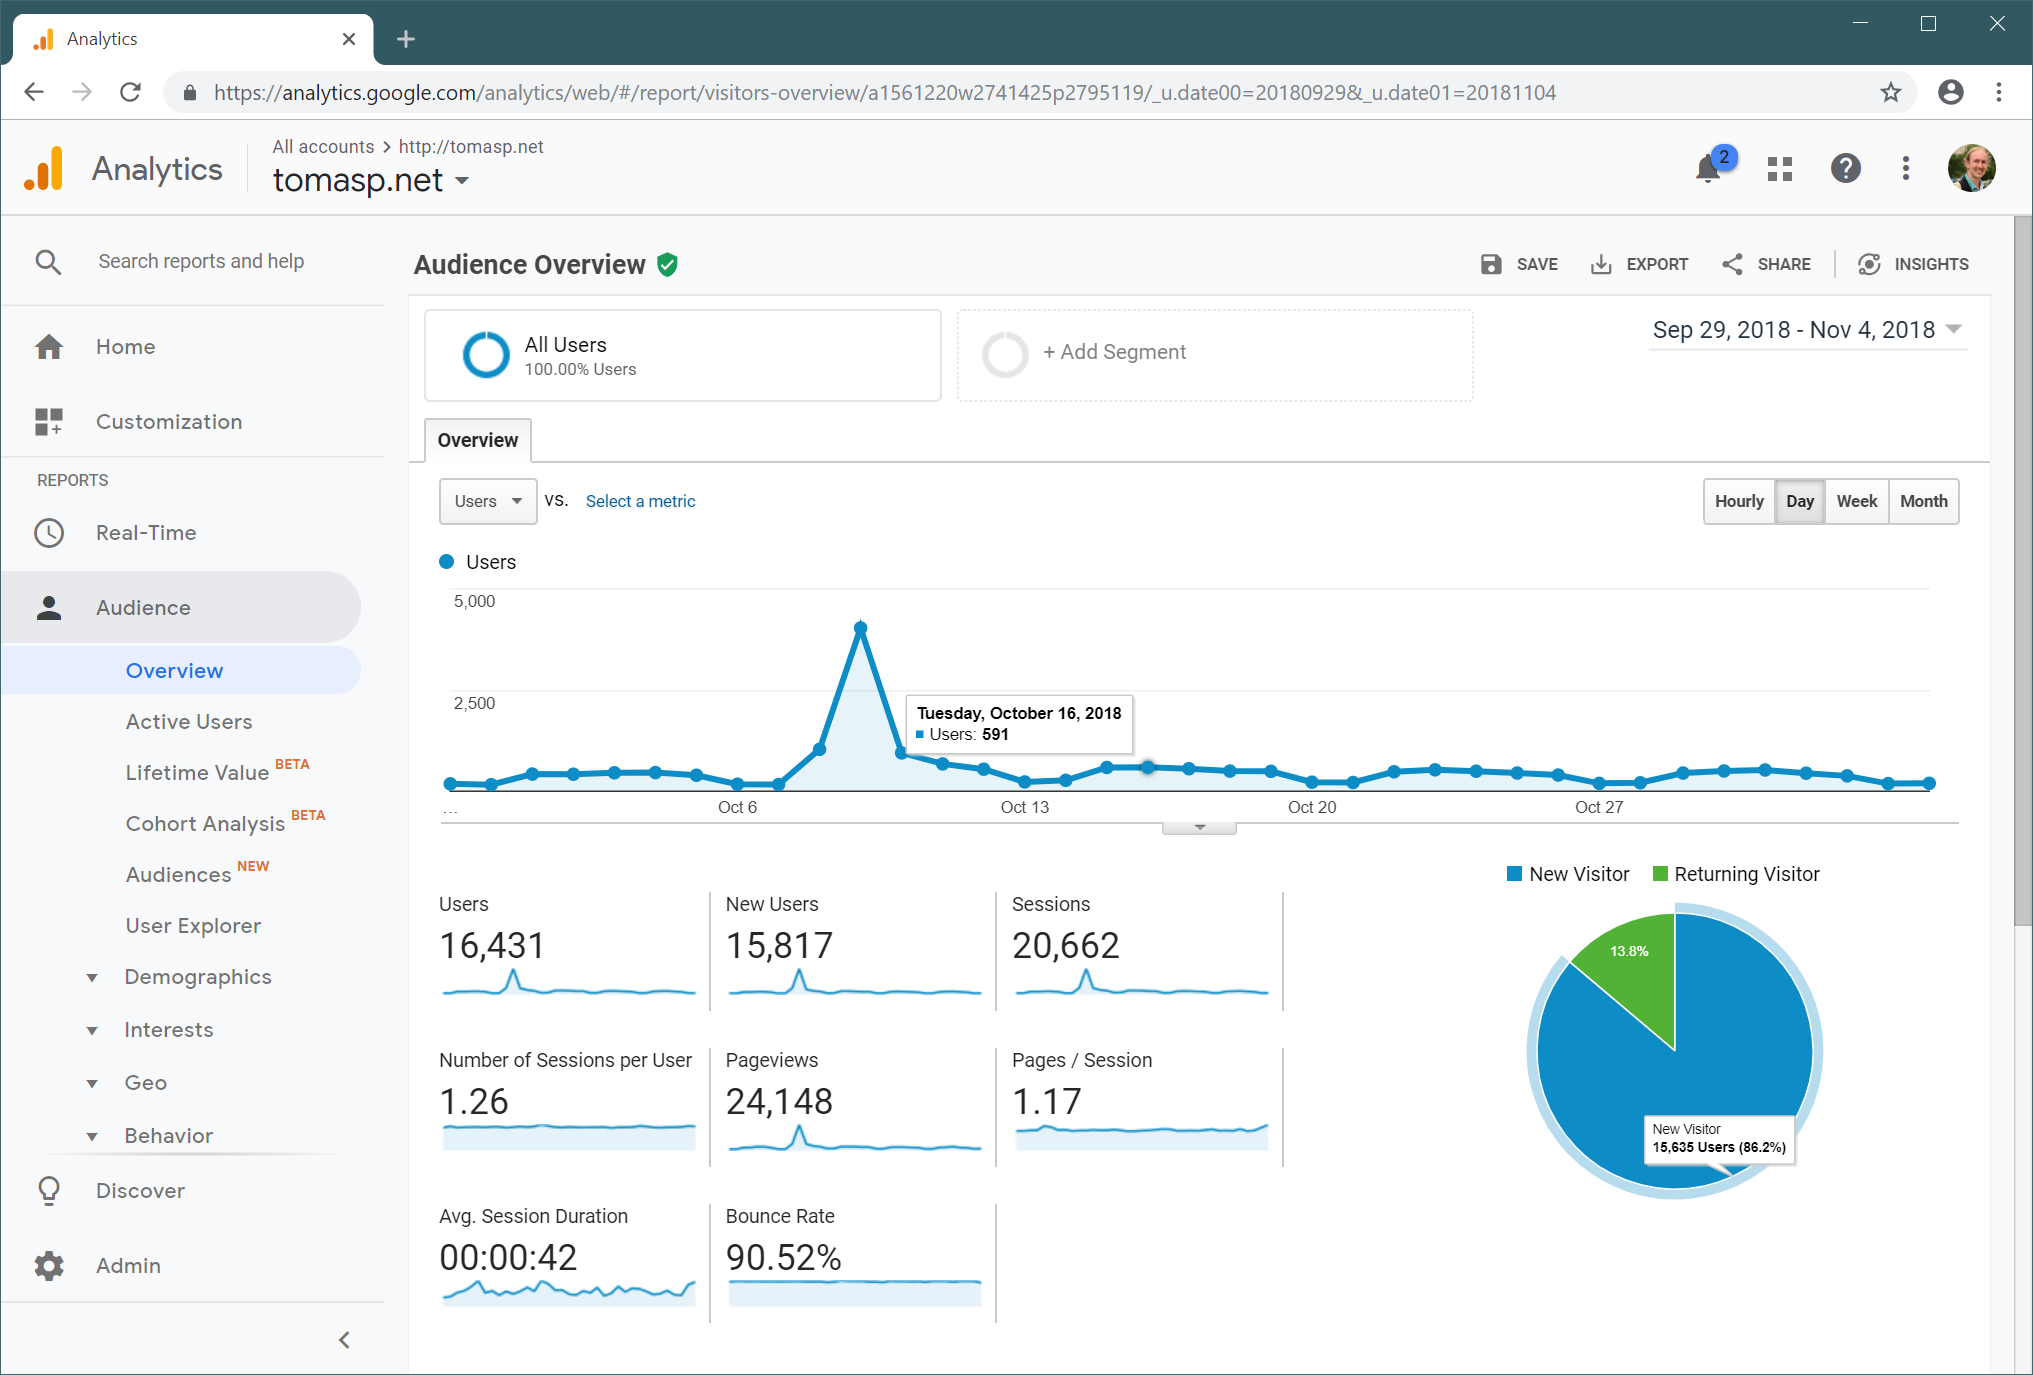 Analytics
https://analytics.google.com/analytics/web/#/report/visitors-overview/a1561220w2741425p2795119/_u.date00=20180929&_u.date01=20181104
Analytics
All accounts > http://tomasp.net
tomasp.net
2
Search reports and help
Home
Customization
REPORTS
Real-Time
Audience
Overview
Active Users
Lifetime Value BETA
Cohort Analysis BETA
Audiences NEW
User Explorer
Demographics
Interests
Geo
Behavior
Discover
Admin
Audience Overview
SAVE
EXPORT
SHARE
INSIGHTS
All Users
100.00% Users
+ Add Segment
Sep 29, 2018 - Nov 4, 2018
Overview
Users
VS.
Select a metric
Hourly
Day
Week
Month
Users
5,000
2,500
Tuesday, October 16, 2018
Users: 591
...
Oct 6
Oct 13
Oct 20
Oct 27
Users
16,431
New Users
15,817
Sessions
20,662
Number of Sessions per User
1.26
Pageviews
24,148
Pages / Session
1.17
Avg. Session Duration
00:00:42
Bounce Rate
90.52%
New Visitor
Returning Visitor
13.8%
New Visitor
15,635 Users (86.2%)